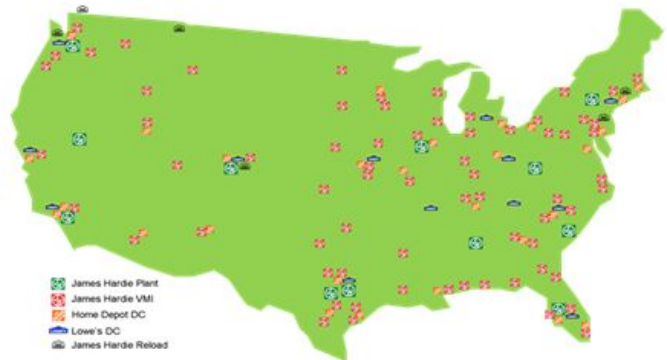 James Hardie Plant
James Hardie VMI
Home Depot DC
Lowe's DC
James Hardie Reload